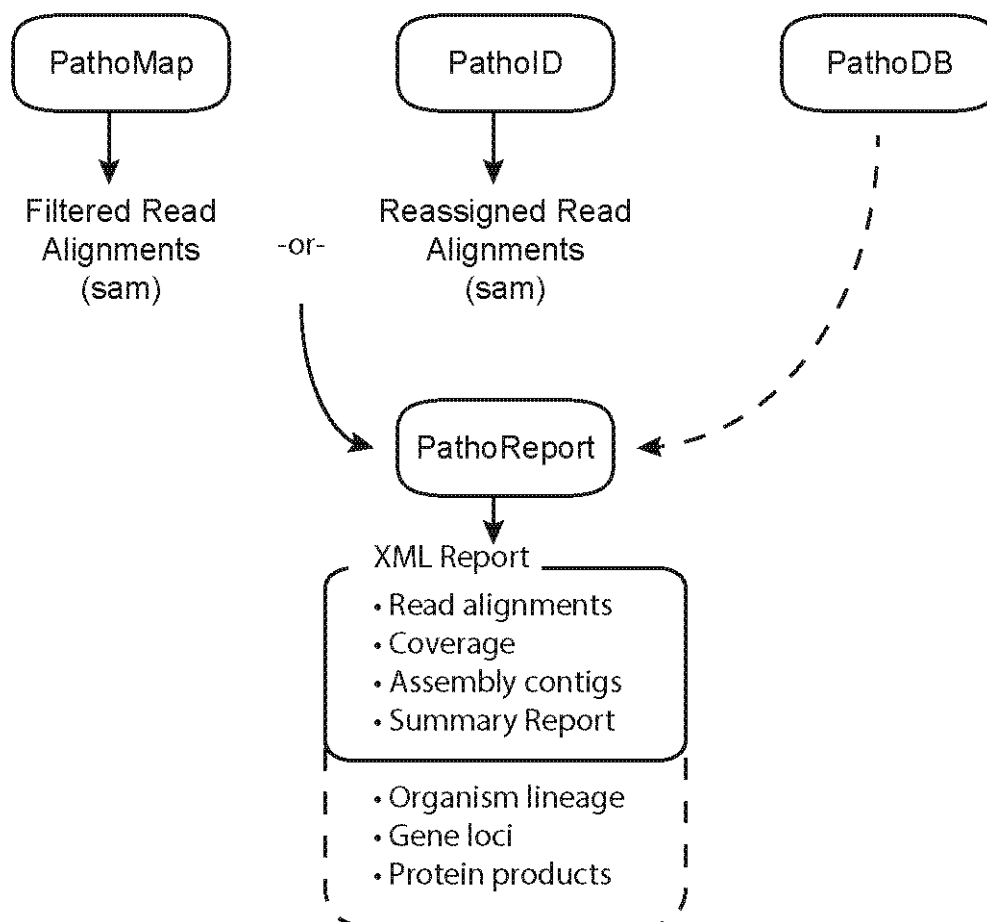 PathoMap
PathoID
PathoDB
Filtered Read
Alignments
(sam)
-or-
Reassigned Read
Alignments
(sam)
PathoReport
XML Report
• Read alignments
• Coverage
• Assembly contigs
• Summary Report
• Organism lineage
• Gene loci
• Protein products